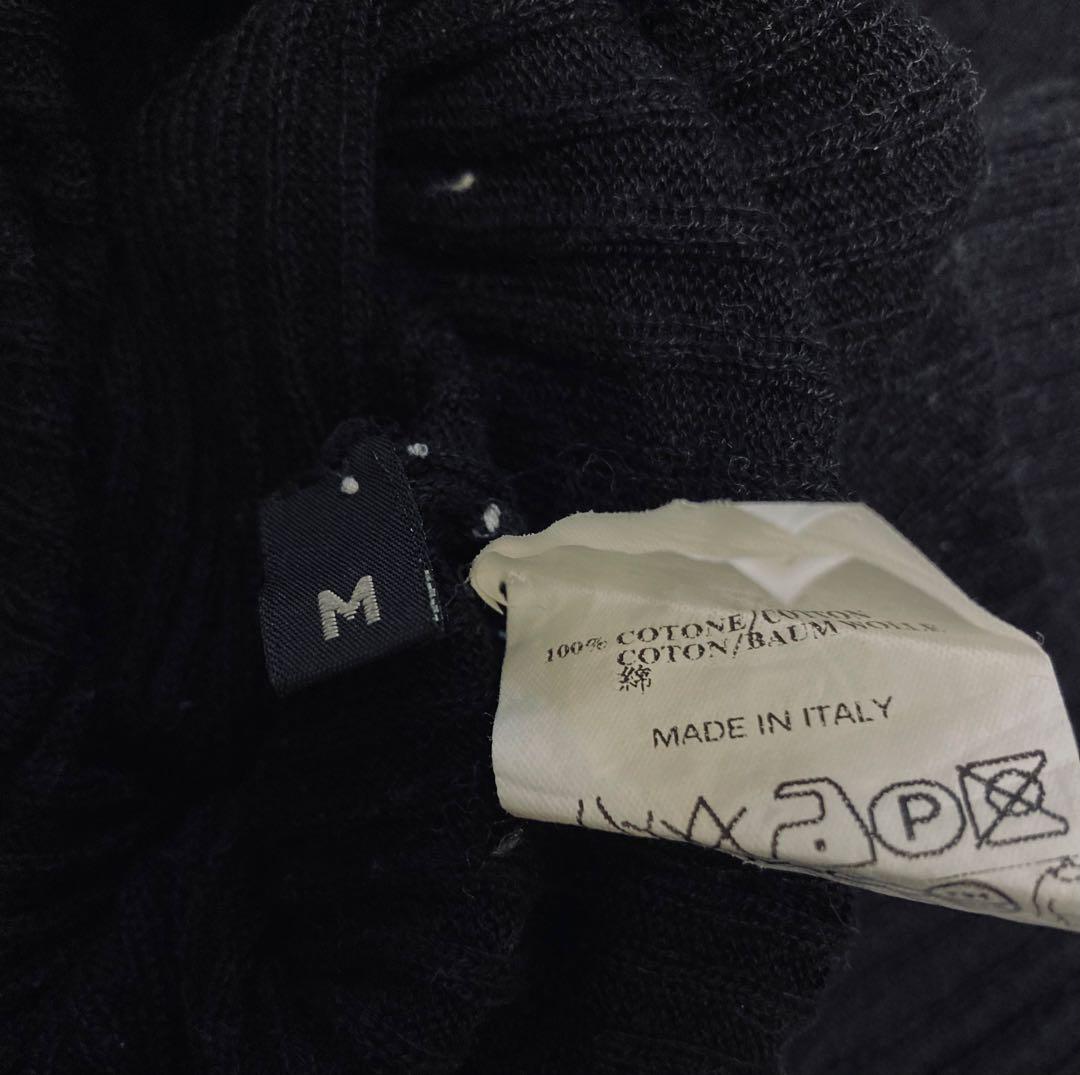 M
100% COTONE/COTTON
COTON/BAUMWOLLE
綿
MADE IN ITALY
P